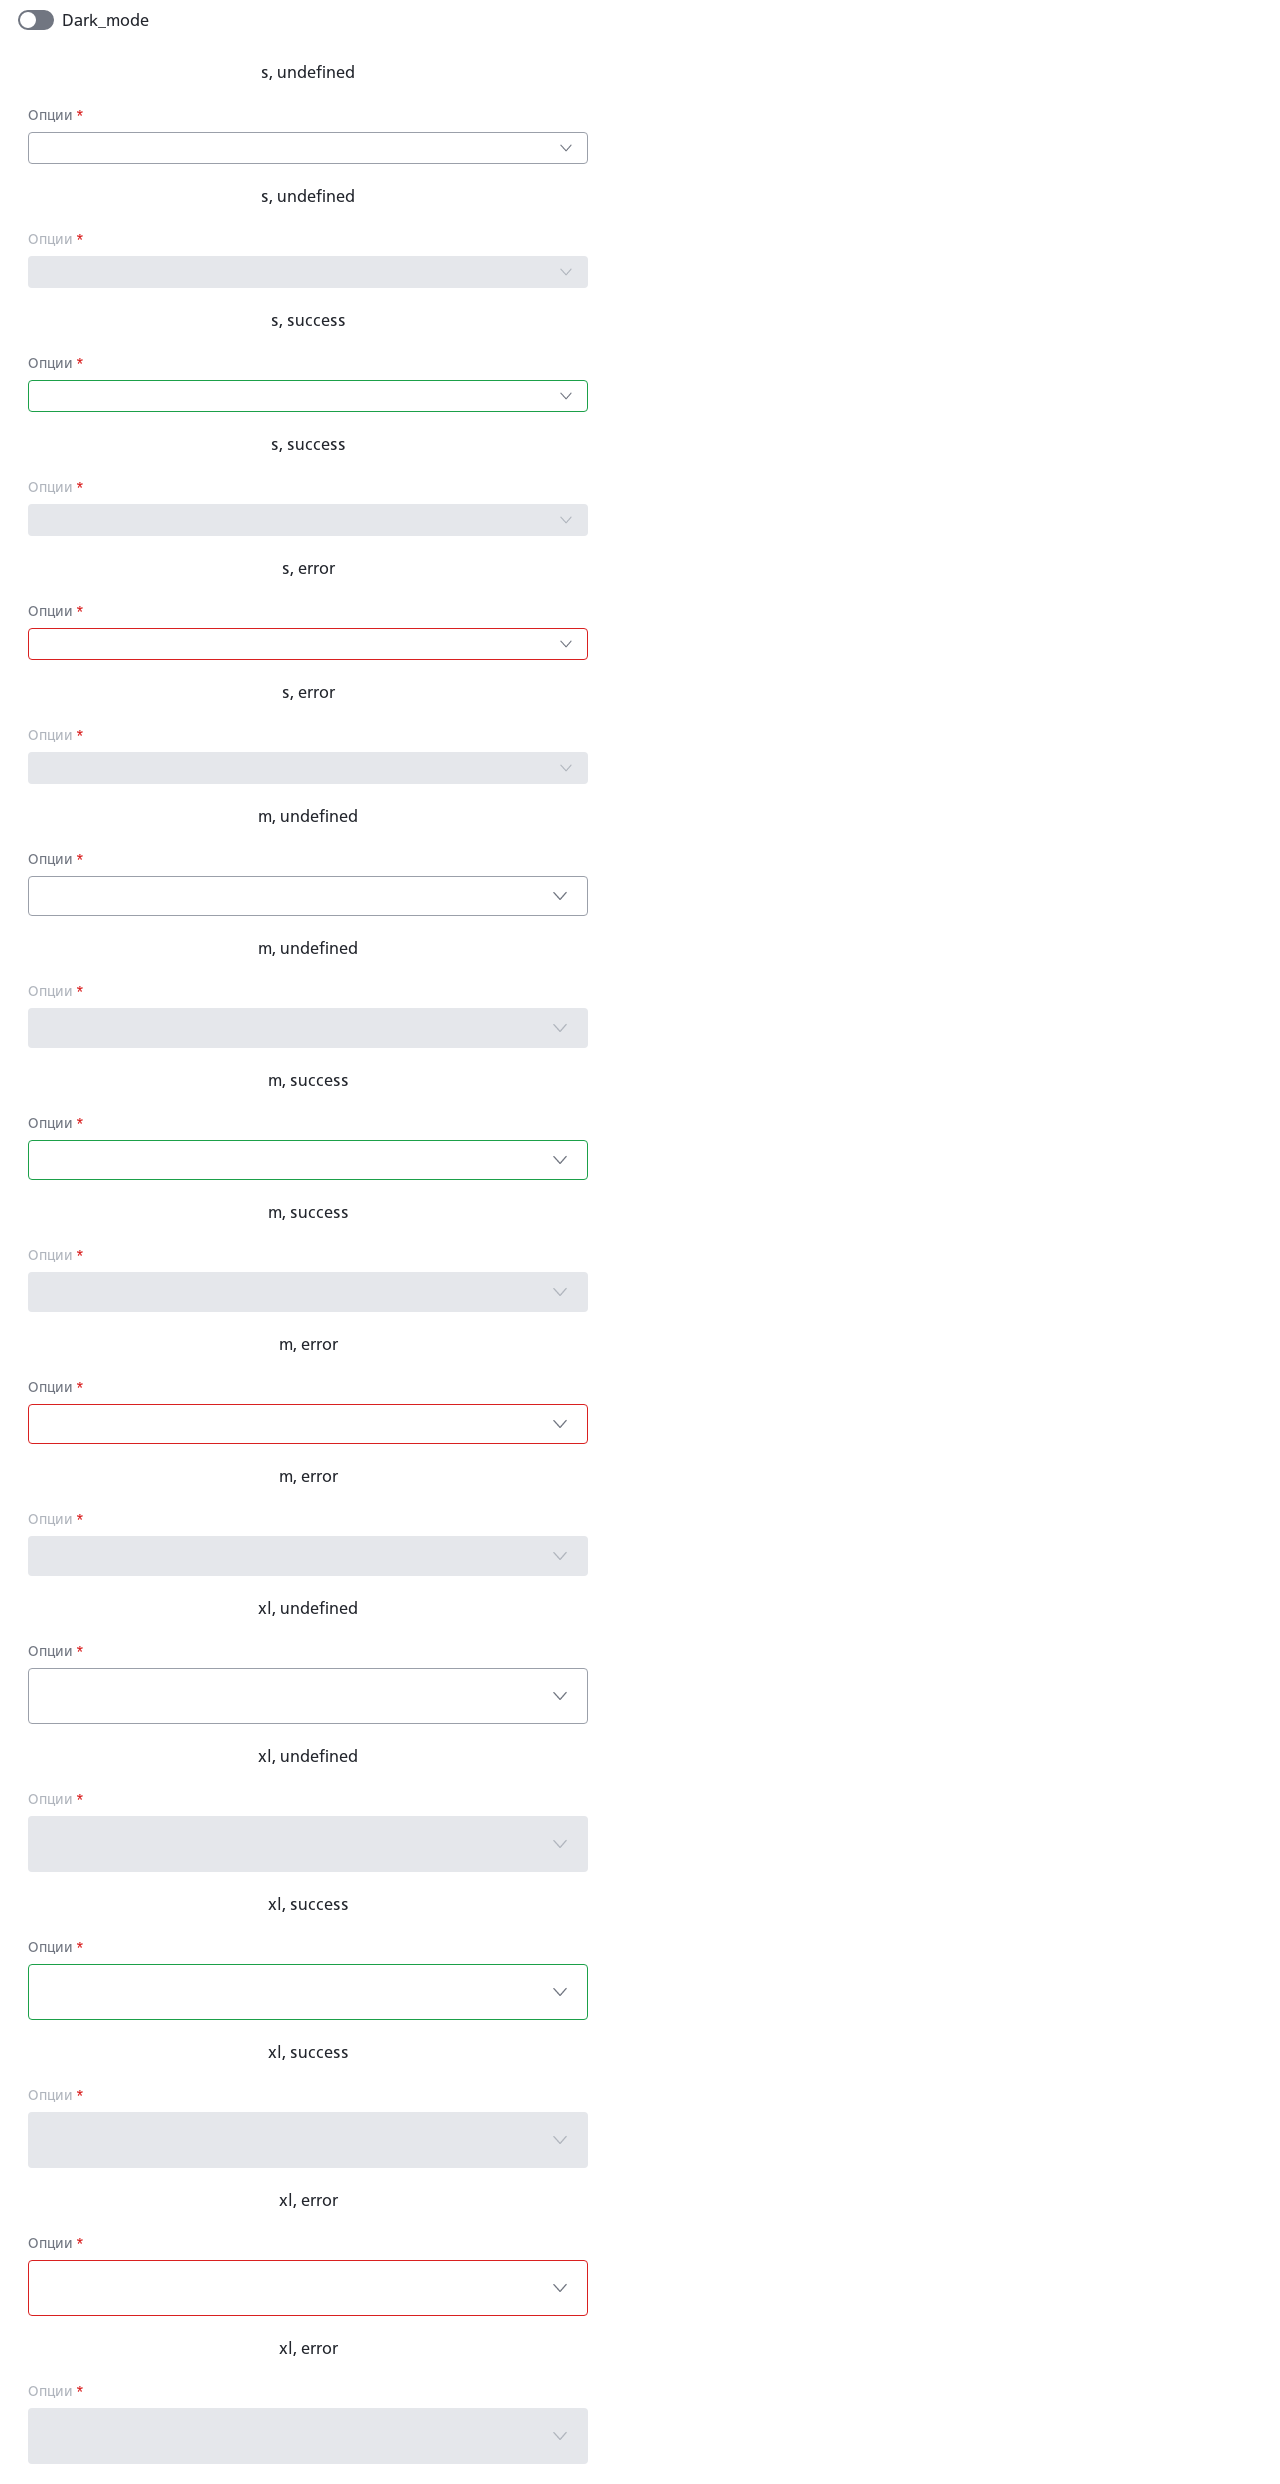 Dark_mode
s, undefined
Опции *
s, undefined
Опции *
s, success
Опции *
s, success
Опции *
s, error
Опции *
s, error
Опции *
m, undefined
Опции *
m, undefined
Опции *
m, success
Опции *
m, success
Опции *
m, error
Опции *
m, error
Опции *
xl, undefined
Опции *
xl, undefined
Опции *
xl, success
Опции *
xl, success
Опции *
xl, error
Опции *
xl, error
Опции *